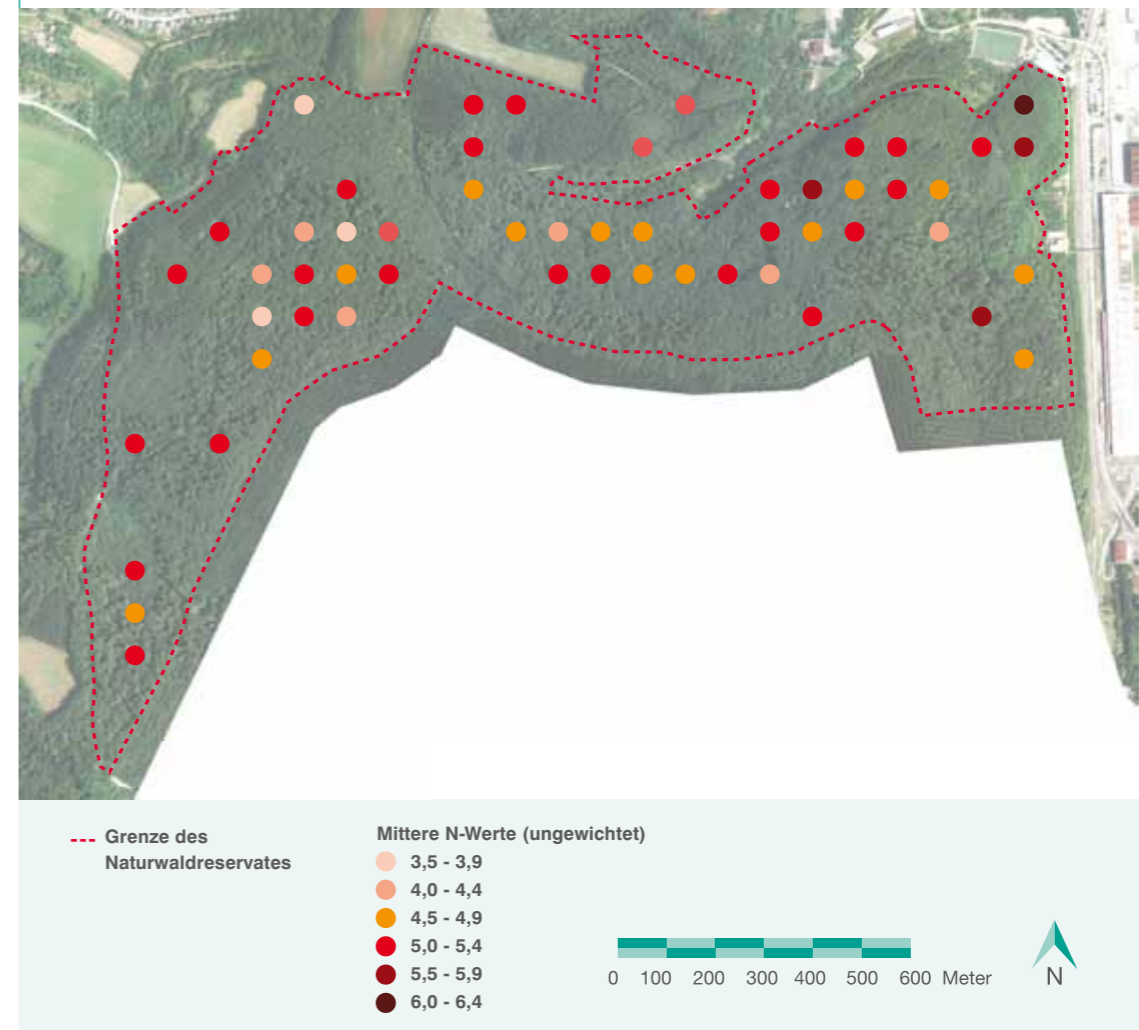 Grenze des
Naturwaldreservates
Mittere N-Werte (ungewichtet)
3,5 - 3,9
4,0 - 4,4
4,5 - 4,9
5,0 - 5,4
5,5 - 5,9
6,0 - 6,4
0 100 200 300 400 500 600 Meter
N